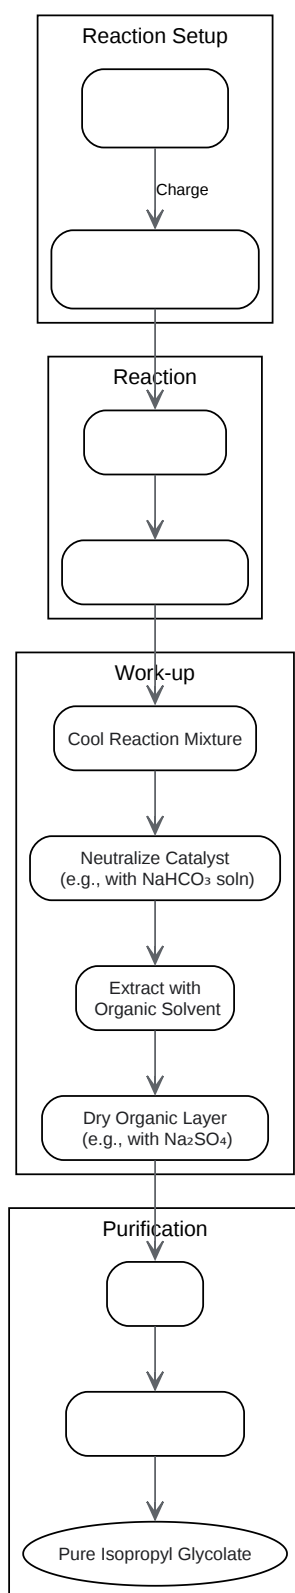 Reaction Setup
Charge
Reaction
Work-up
Cool Reaction Mixture
Neutralize Catalyst
(e.g., with NaHCO₃ soln)
Extract with
Organic Solvent
Dry Organic Layer
(e.g., with Na₂SO₄)
Purification
Pure Isopropyl Glycolate